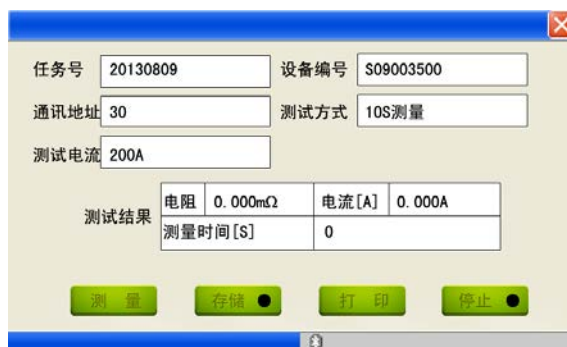 任务号 20130809 设备编号 S09003500
通讯地址 30 测试方式 10S测量
测试电流 200A
电阻 0.000mΩ 电流[A] 0.000A
测试结果
测量时间[S] 0
测 量 存储 打 印 停止